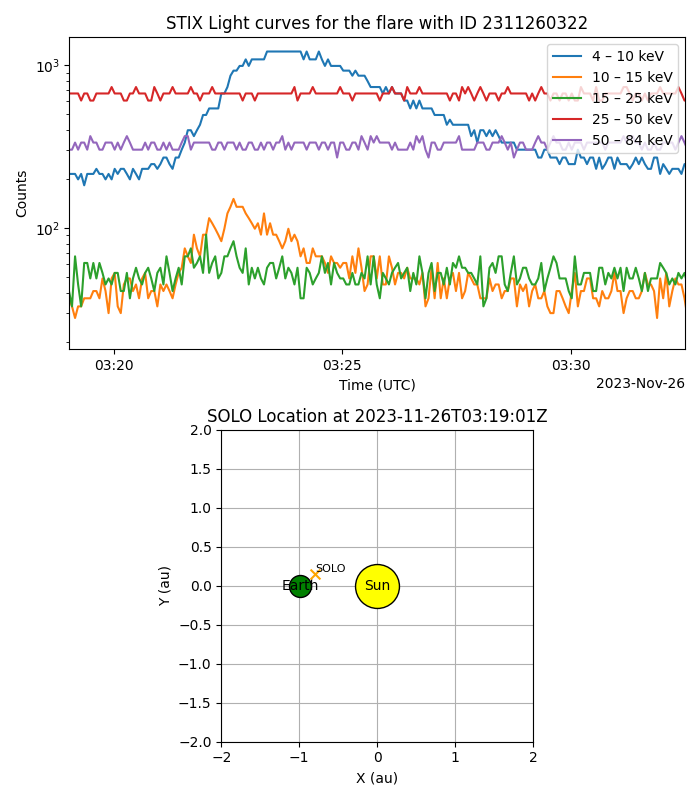 STIX Light curves for the flare with ID 2311260322
4 – 10 keV
10 – 15 keV
15 – 25 keV
25 – 50 keV
50 – 84 keV
10³
10²
Counts
03:20
03:25
03:30
Time (UTC)
2023-Nov-26
SOLO Location at 2023-11-26T03:19:01Z
2.0
1.5
1.0
0.5
0.0
−0.5
−1.0
−1.5
−2.0
Y (au)
SOLO
Earth
Sun
−2
−1
0
1
2
X (au)